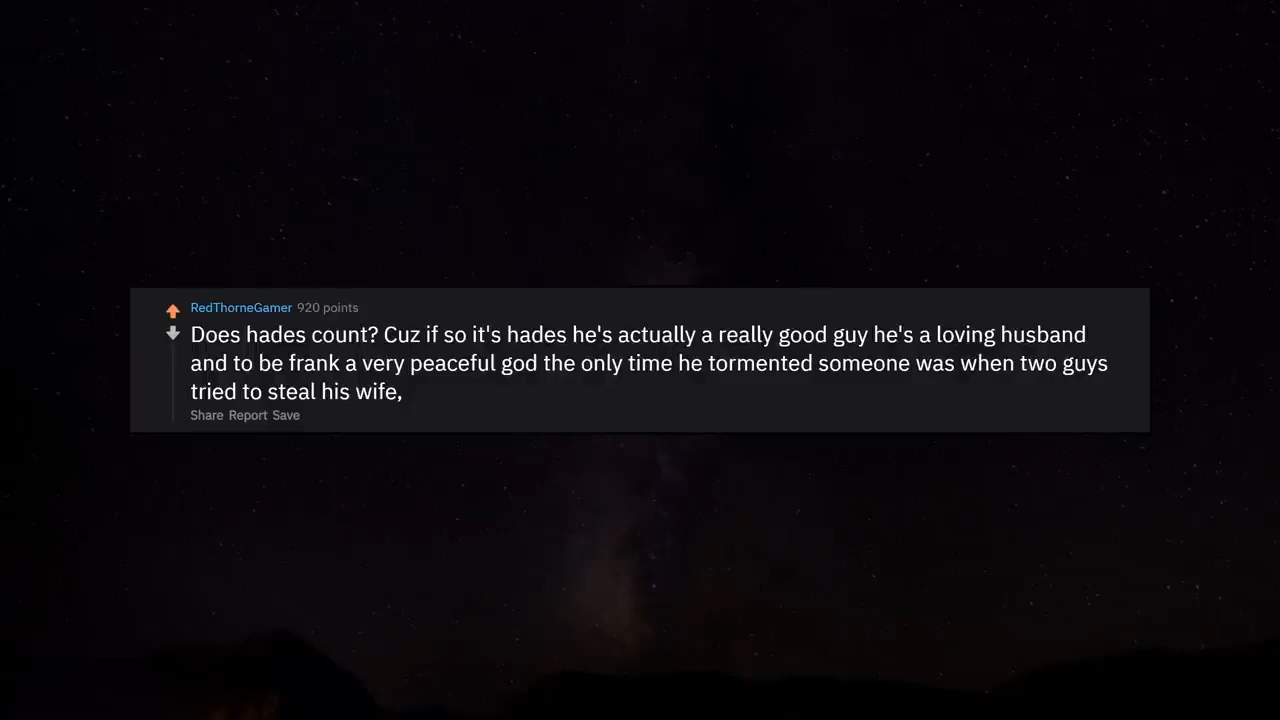 RedThorneGamer 920 points
Does hades count? Cuz if so it's hades he's actually a really good guy he's a loving husband
and to be frank a very peaceful god the only time he tormented someone was when two guys
tried to steal his wife,
Share Report Save